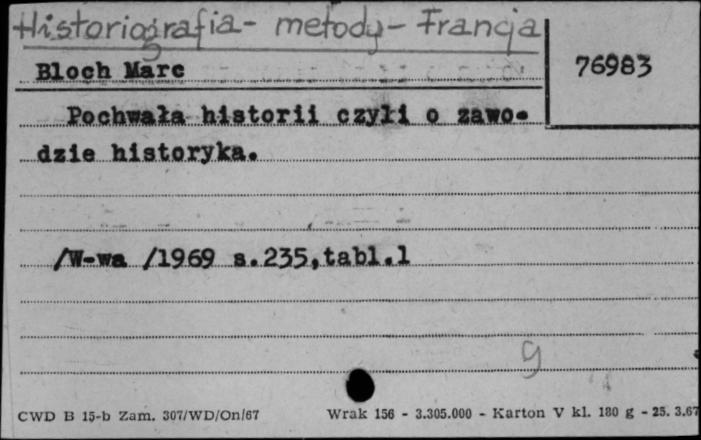 Historiografia - metody - Francja
76983
Bloch Marc
Pochwała historii czyli o zawo-
dzie historyka.
/W-wa /1969 s.235,tabl.1
g
CWD B 15-b Zam. 307/WD/On/67 Wrak 156 - 3.305.000 - Karton V kl. 180 g - 25. 3.67